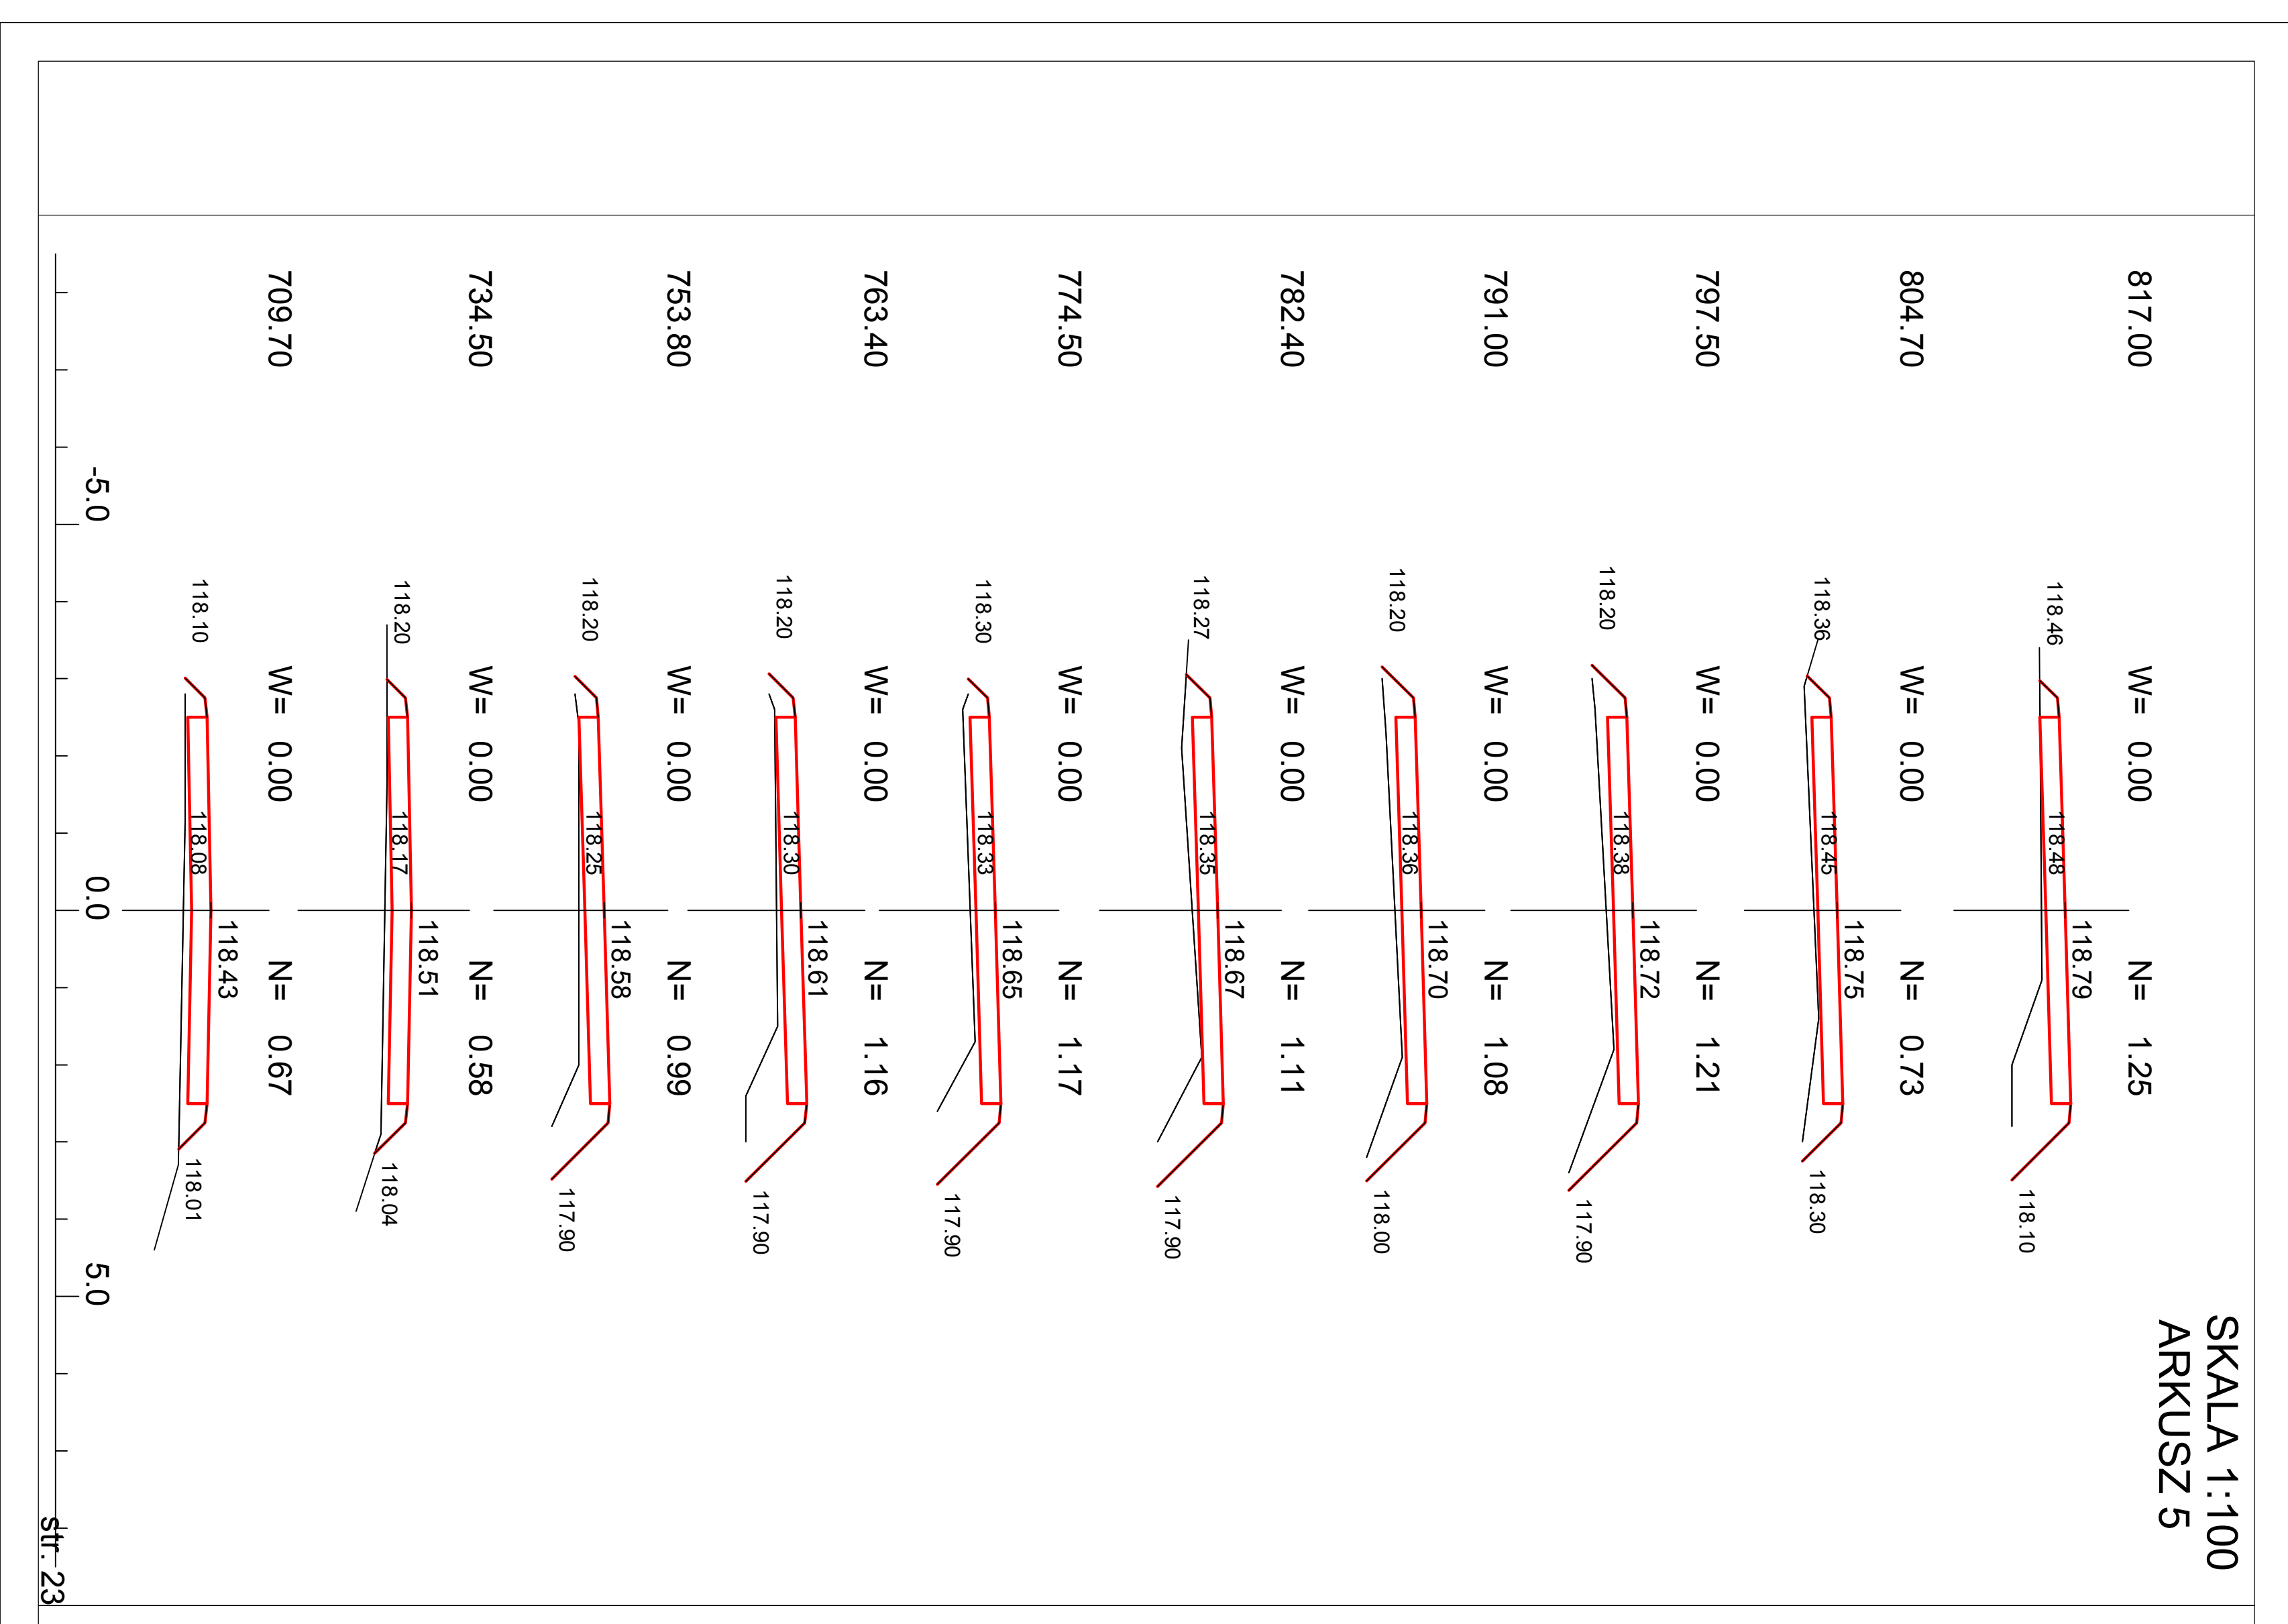 SKALA 1:100
ARKUSZ 5
817.00 W= 0.00 N= 1.25
118.79
118.46 118.48
118.10
804.70 W= 0.00 N= 0.73
118.75
118.36 118.45 118.30
797.50 W= 0.00 N= 1.21
118.72
118.20 118.38
117.90
791.00 W= 0.00 N= 1.08
118.70
118.20 118.36
118.00
782.40 W= 0.00 N= 1.11
118.67
118.27 118.35
117.90
774.50 W= 0.00 N= 1.17
118.65
118.30 118.33
117.90
763.40 W= 0.00 N= 1.16
118.61
118.20 118.30
117.90
753.80 W= 0.00 N= 0.99
118.58
118.20 118.25
117.90
734.50 W= 0.00 N= 0.58
118.51
118.20 118.17 118.04
709.70 W= 0.00 N= 0.67
118.43
118.10 118.08 118.01
-5.0 0.0 5.0
str. 23